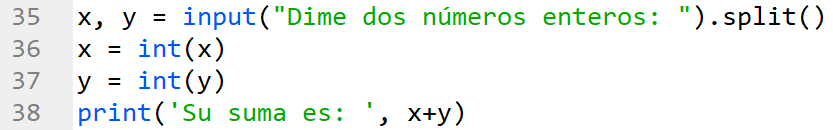 35 x, y = input("Dime dos números enteros: ").split()
36 x = int(x)
37 y = int(y)
38 print('Su suma es: ', x+y)